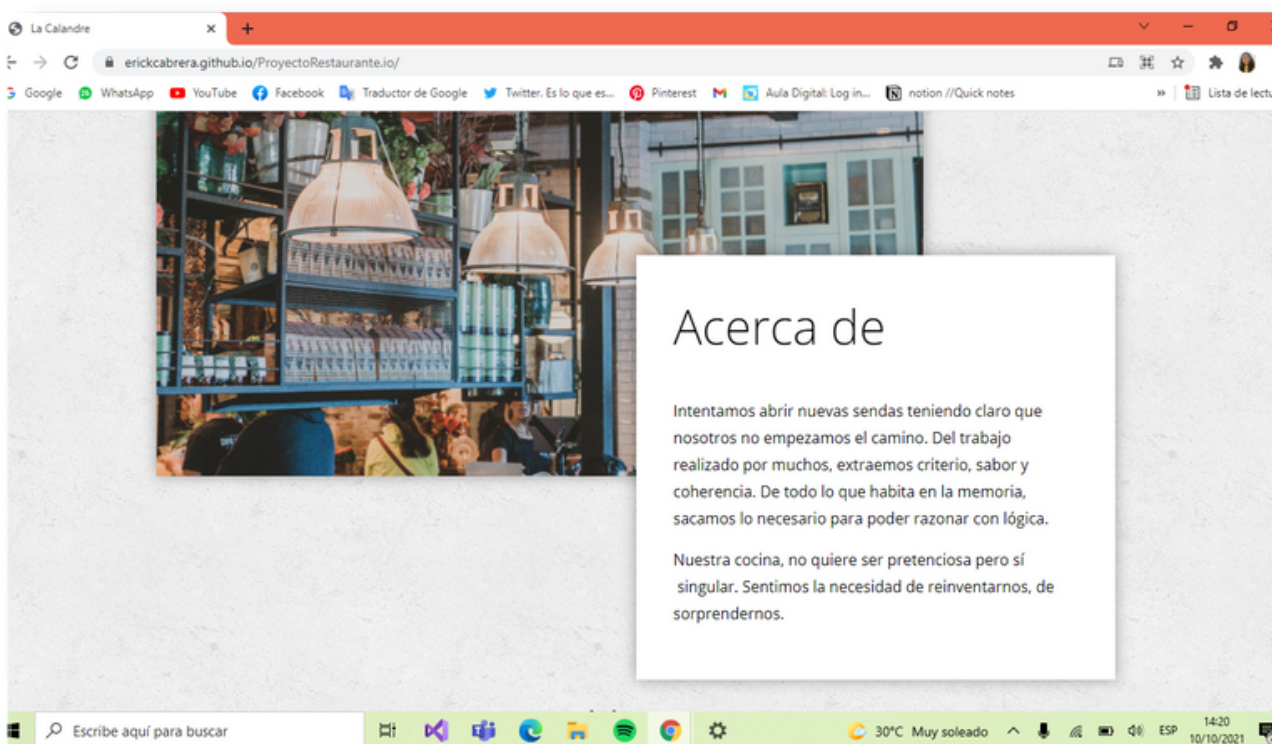 La Calandre
erickcabrera.github.io/ProyectoRestaurante.io/
Google WhatsApp YouTube Facebook Traductor de Google Twitter. Es lo que es... Pinterest Aula Digital: Log in... notion //Quick notes » Lista de lectu
Acerca de
Intentamos abrir nuevas sendas teniendo claro que
nosotros no empezamos el camino. Del trabajo
realizado por muchos, extraemos criterio, sabor y
coherencia. De todo lo que habita en la memoria,
sacamos lo necesario para poder razonar con lógica.
Nuestra cocina, no quiere ser pretenciosa pero sí
singular. Sentimos la necesidad de reinventarnos, de
sorprendernos.
Escribe aquí para buscar
30°C Muy soleado
ESP
14:20
10/10/2021